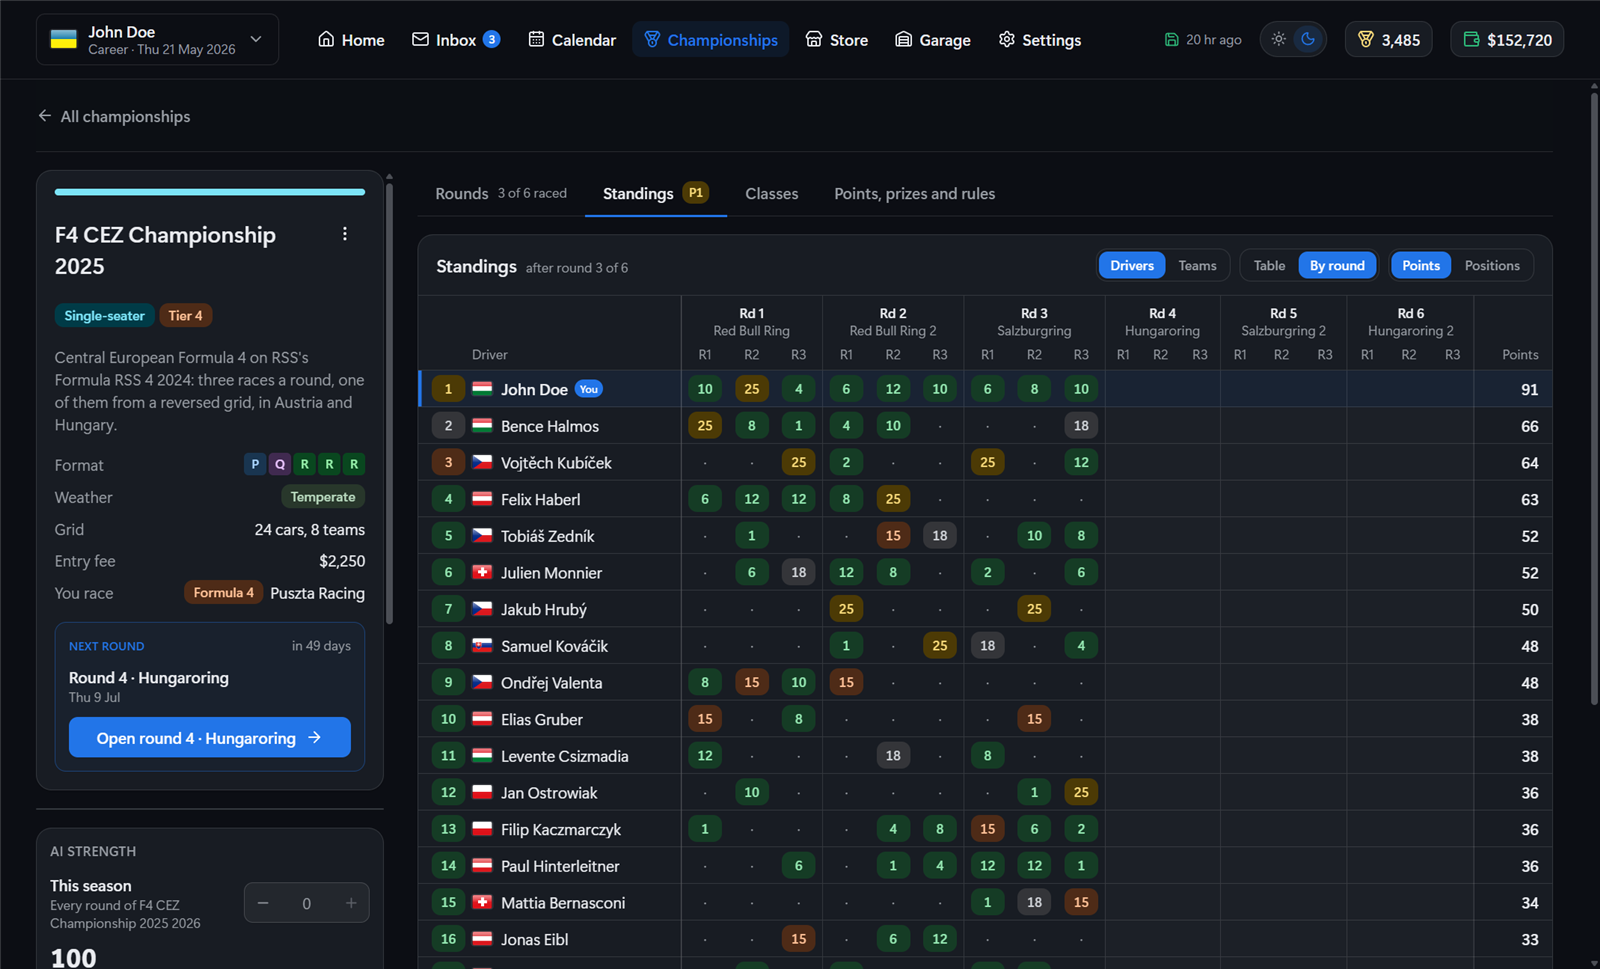 John Doe
Career · Thu 21 May 2026
Home
Inbox 3
Calendar
Championships
Store
Garage
Settings
20 hr ago
3,485
$152,720
All championships
F4 CEZ Championship
2025
Single-seater Tier 4
Central European Formula 4 on RSS's
Formula RSS 4 2024: three races a round, one
of them from a reversed grid, in Austria and
Hungary.
Format P Q R R R
Weather Temperate
Grid 24 cars, 8 teams
Entry fee $2,250
You race Formula 4 Puszta Racing
NEXT ROUND in 49 days
Round 4 · Hungaroring
Thu 9 Jul
Open round 4 · Hungaroring
AI STRENGTH
This season
Every round of F4 CEZ
Championship 2025 2026
0
100
Rounds 3 of 6 raced
Standings P1
Classes
Points, prizes and rules
Standings after round 3 of 6
Drivers Teams
Table By round
Points Positions
Rd 1 Rd 2 Rd 3 Rd 4 Rd 5 Rd 6
Red Bull Ring Red Bull Ring 2 Salzburgring Hungaroring Salzburgring 2 Hungaroring 2
Driver R1 R2 R3 R1 R2 R3 R1 R2 R3 R1 R2 R3 R1 R2 R3 R1 R2 R3 Points
1 John Doe You 10 25 4 6 12 10 6 8 10 91
2 Bence Halmos 25 8 1 4 10 · · · 18 66
3 Vojtěch Kubíček · · 25 2 · · 25 · 12 64
4 Felix Haberl 6 12 12 8 25 · · · · 63
5 Tobiáš Zedník · 1 · · 15 18 · 10 8 52
6 Julien Monnier · 6 18 12 8 · 2 · 6 52
7 Jakub Hrubý · · · 25 · · · 25 · 50
8 Samuel Kováčik · · · 1 · 25 18 · 4 48
9 Ondřej Valenta 8 15 10 15 · · · · · 48
10 Elias Gruber 15 · 8 · · · · 15 · 38
11 Levente Csizmadia 12 · · · 18 · 8 · · 38
12 Jan Ostrowiak · 10 · · · · · 1 25 36
13 Filip Kaczmarczyk 1 · · · 4 8 15 6 2 36
14 Paul Hinterleitner · · 6 · 1 4 12 12 1 36
15 Mattia Bernasconi · · · · · · 1 18 15 34
16 Jonas Eibl · · 15 · 6 12 · · · 33